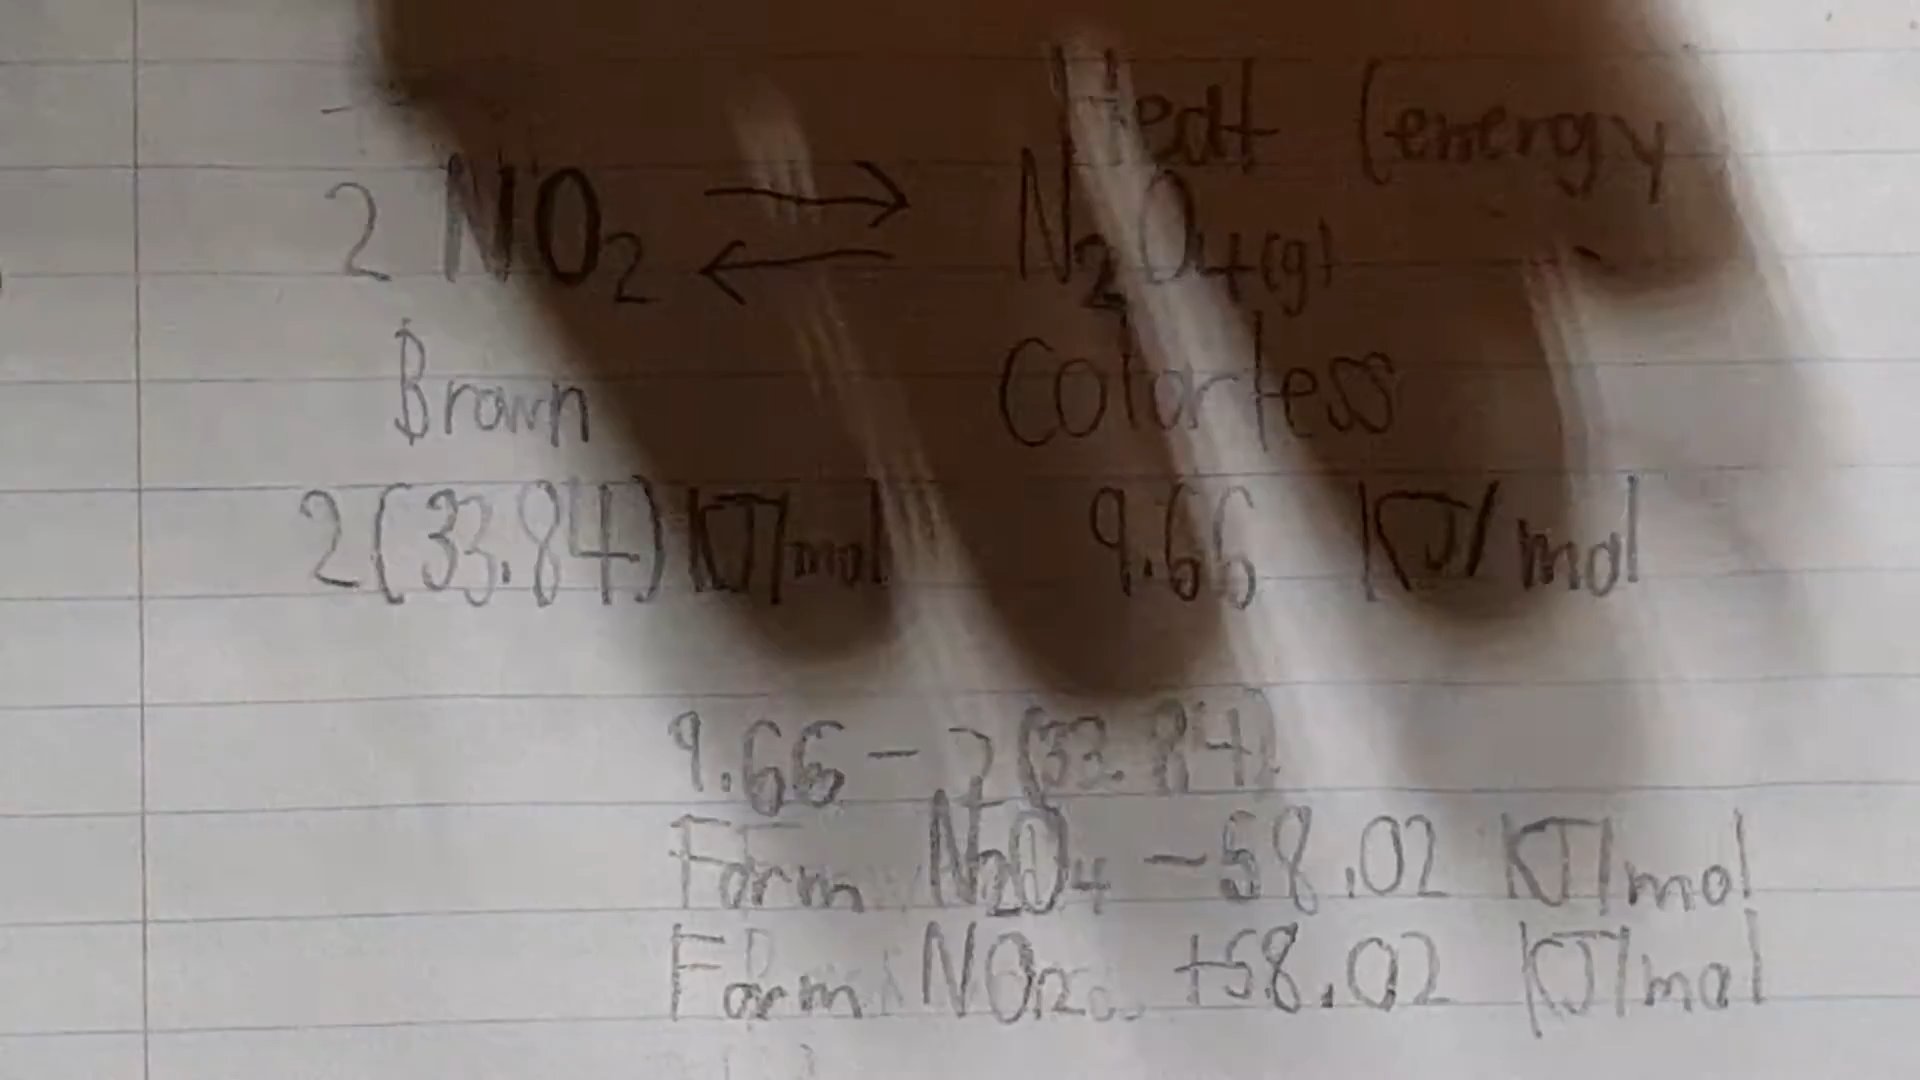 Heat (energy
2 NO2 ⇄ N2O4(g)
Brown Colorless
2(33.84) KJ/mol 9.66 KJ/mol
9.66 - 2(33.84)
Form N2O4 -58.02 KJ/mol
Form NO2 +58.02 KJ/mol